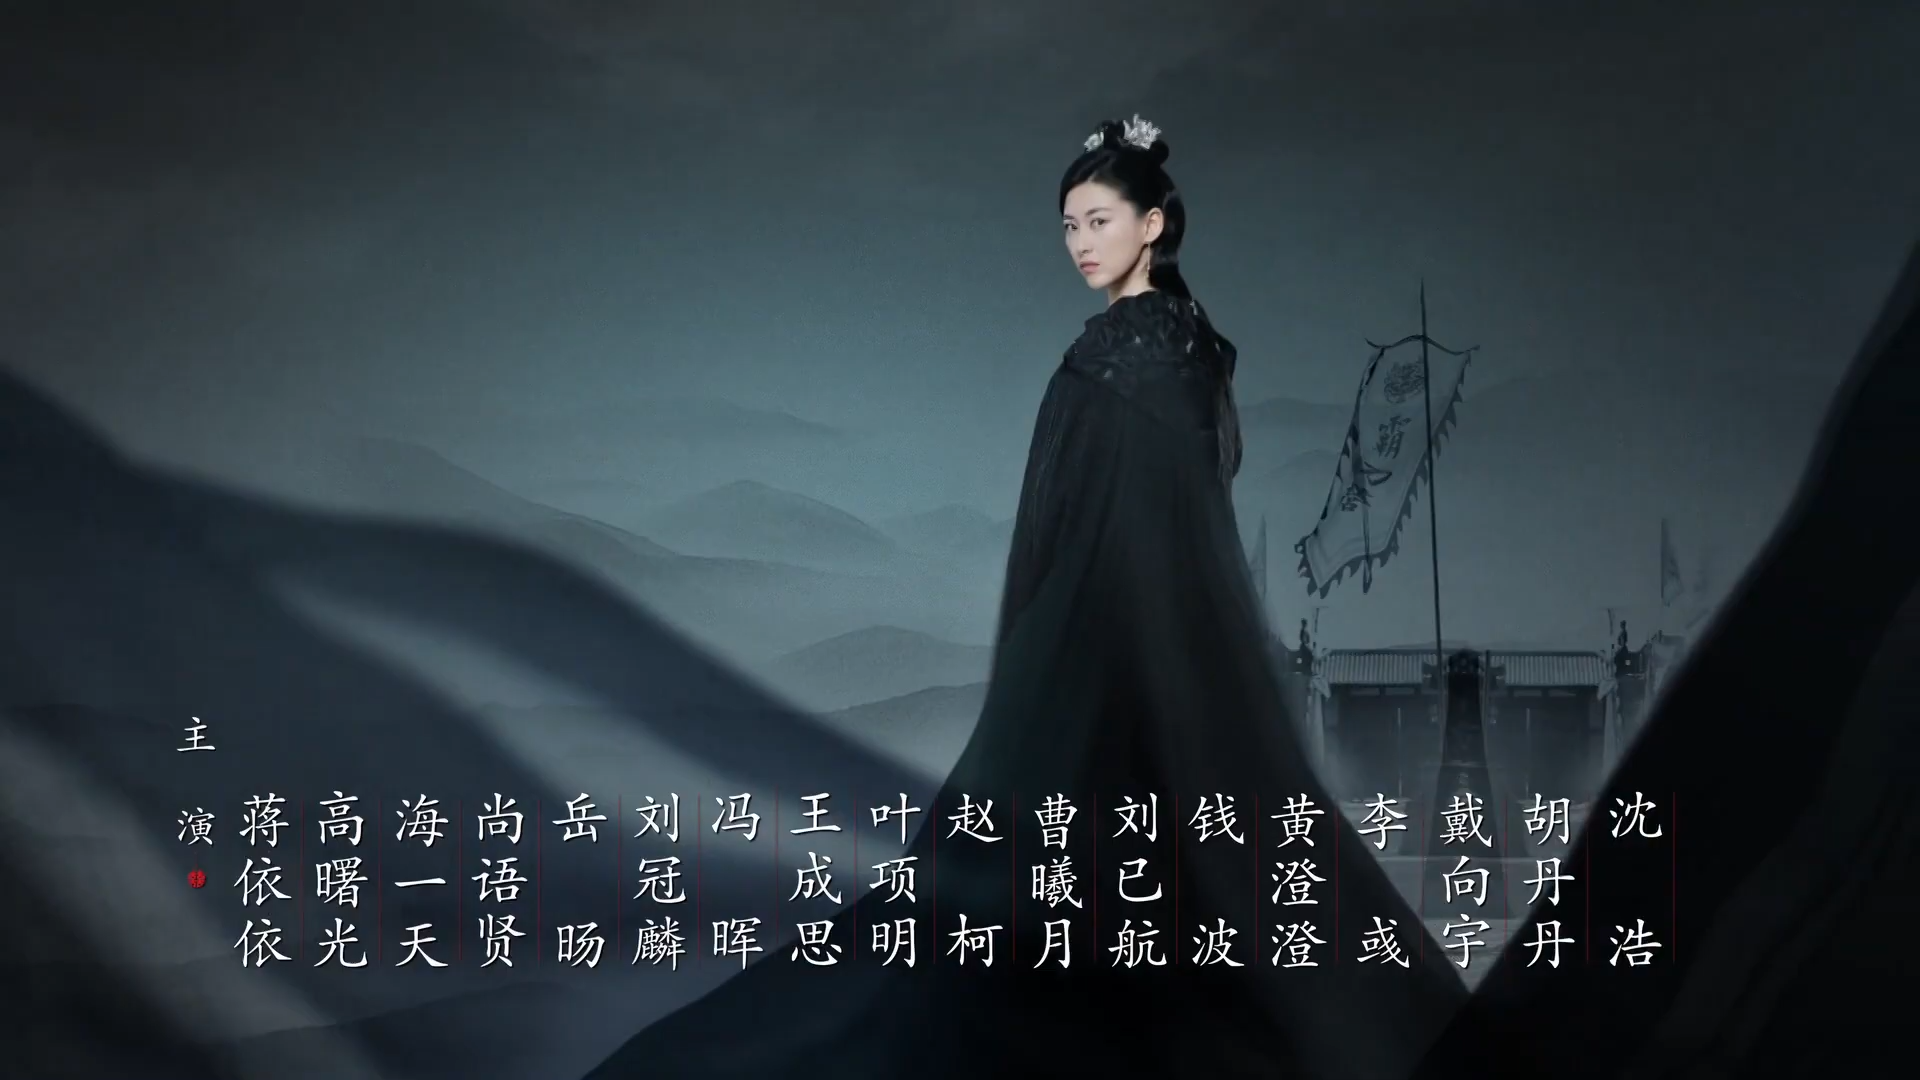 主演
蒋依依
高曙光
海一天
尚语贤
岳旸
刘冠麟
冯晖
王成思
叶项明
赵柯
曹曦月
刘已航
钱波
黄澄澄
李彧
戴向宇
胡丹丹
沈浩
霸